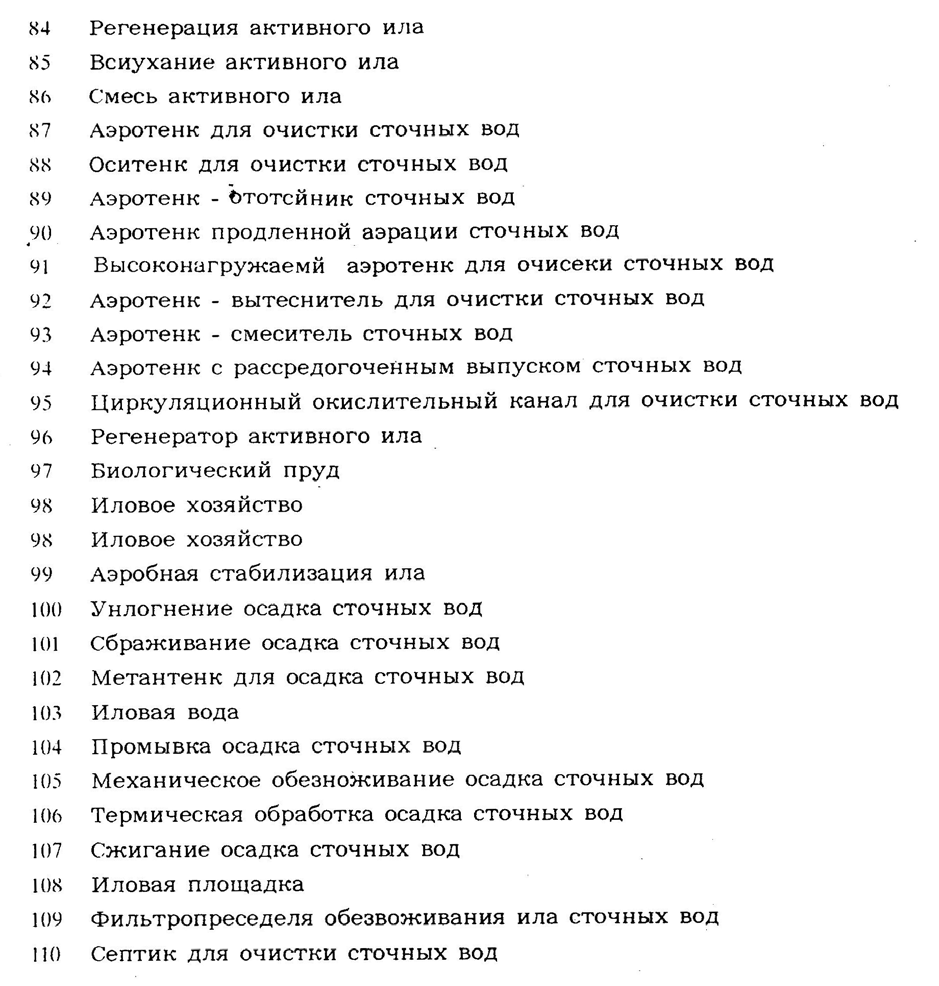 84 Регенерация активного ила
85 Всиухание активного ила
86 Смесь активного ила
87 Аэротенк для очистки сточных вод
88 Оситенк для очистки сточных вод
89 Аэротенк - ототсйник сточных вод
90 Аэротенк продленной аэрации сточных вод
91 Высоконагружаемй аэротенк для очисеки сточных вод
92 Аэротенк - вытеснитель для очистки сточных вод
93 Аэротенк - смеситель сточных вод
94 Аэротенк с рассредогоченным выпуском сточных вод
95 Циркуляционный окислительный канал для очистки сточных вод
96 Регенератор активного ила
97 Биологический пруд
98 Иловое хозяйство
98 Иловое хозяйство
99 Аэробная стабилизация ила
100 Унлогнение осадка сточных вод
101 Сбраживание осадка сточных вод
102 Метантенк для осадка сточных вод
103 Иловая вода
104 Промывка осадка сточных вод
105 Механическое обезноживание осадка сточных вод
106 Термическая обработка осадка сточных вод
107 Сжигание осадка сточных вод
108 Иловая площадка
109 Фильтропреседеля обезвоживания ила сточных вод
110 Септик для очистки сточных вод